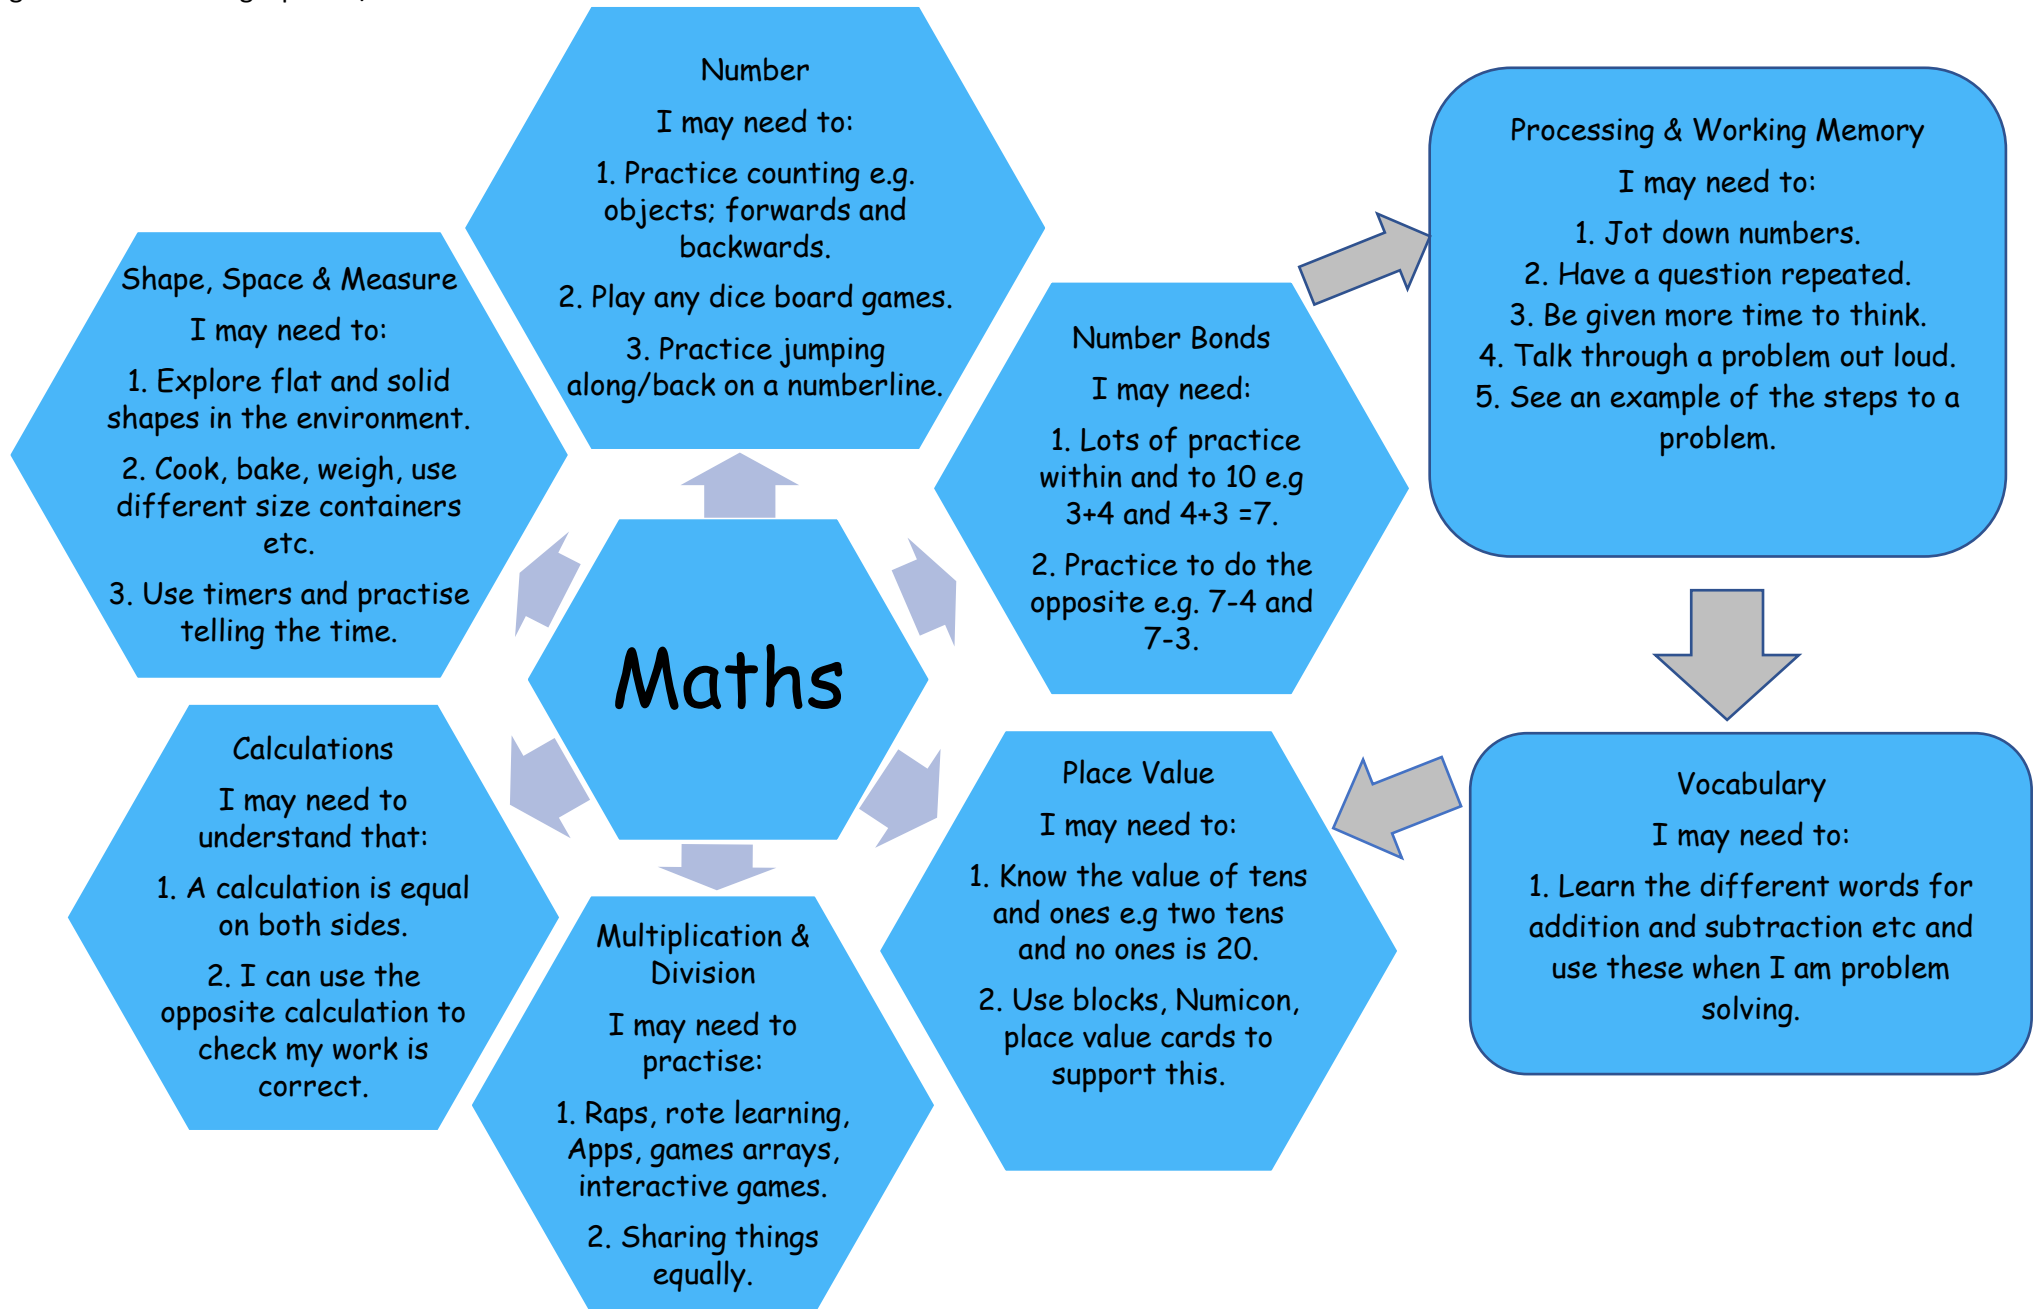 Number
I may need to:
1. Practice counting e.g.
objects; forwards and
backwards.
2. Play any dice board games.
3. Practice jumping
along/back on a numberline.
Processing & Working Memory
I may need to:
1. Jot down numbers.
2. Have a question repeated.
3. Be given more time to think.
4. Talk through a problem out loud.
5. See an example of the steps to a
problem.
Shape, Space & Measure
I may need to:
1. Explore flat and solid
shapes in the environment.
2. Cook, bake, weigh, use
different size containers
etc.
3. Use timers and practise
telling the time.
Number Bonds
I may need:
1. Lots of practice
within and to 10 e.g
3+4 and 4+3 =7.
2. Practice to do the
opposite e.g. 7-4 and
7-3.
Maths
Calculations
I may need to
understand that:
1. A calculation is equal
on both sides.
2. I can use the
opposite calculation to
check my work is
correct.
Place Value
I may need to:
1. Know the value of tens
and ones e.g two tens
and no ones is 20.
2. Use blocks, Numicon,
place value cards to
support this.
Vocabulary
I may need to:
1. Learn the different words for
addition and subtraction etc and
use these when I am problem
solving.
Multiplication &
Division
I may need to
practise:
1. Raps, rote learning,
Apps, games arrays,
interactive games.
2. Sharing things
equally.